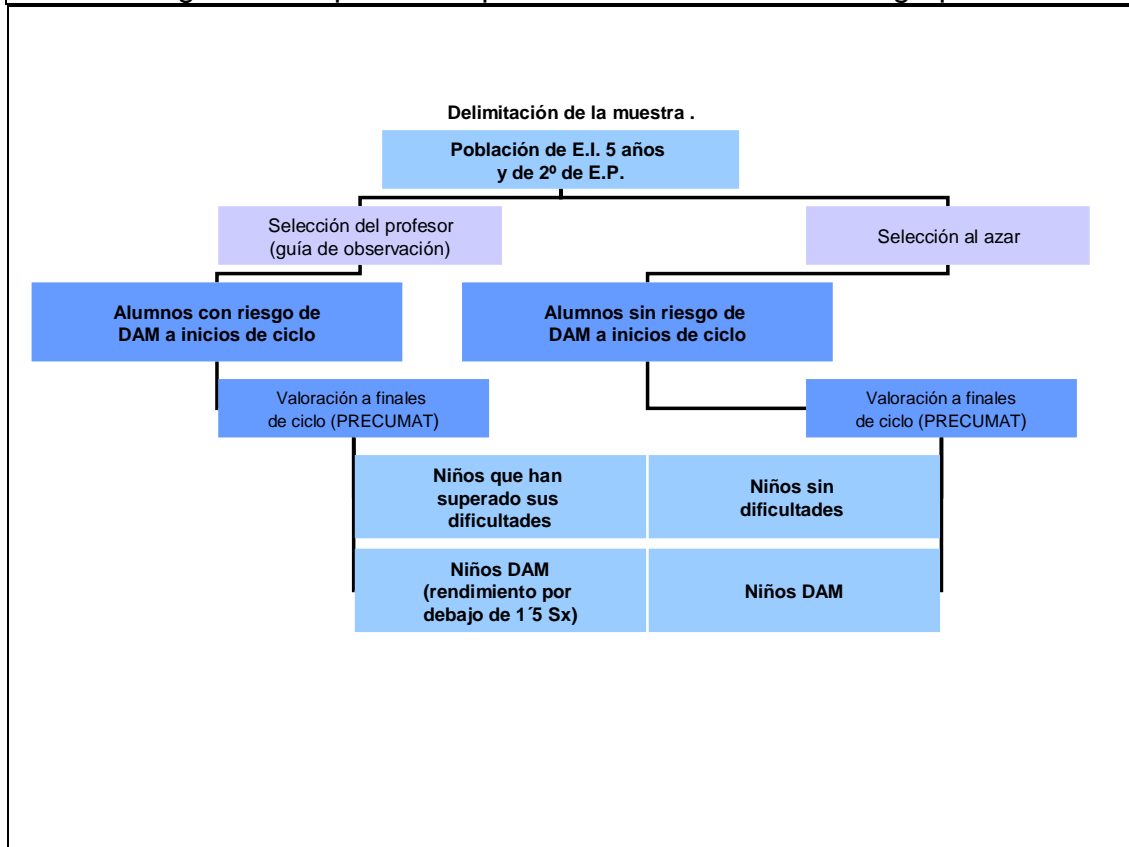 Delimitación de la muestra .
Población de E.I. 5 años
y de 2º de E.P.
Selección del profesor
(guía de observación)
Selección al azar
Alumnos con riesgo de
DAM a inicios de ciclo
Alumnos sin riesgo de
DAM a inicios de ciclo
Valoración a finales
de ciclo (PRECUMAT)
Valoración a finales
de ciclo (PRECUMAT)
Niños que han
superado sus
dificultades
Niños sin
dificultades
Niños DAM
(rendimiento por
debajo de 1´5 Sx)
Niños DAM